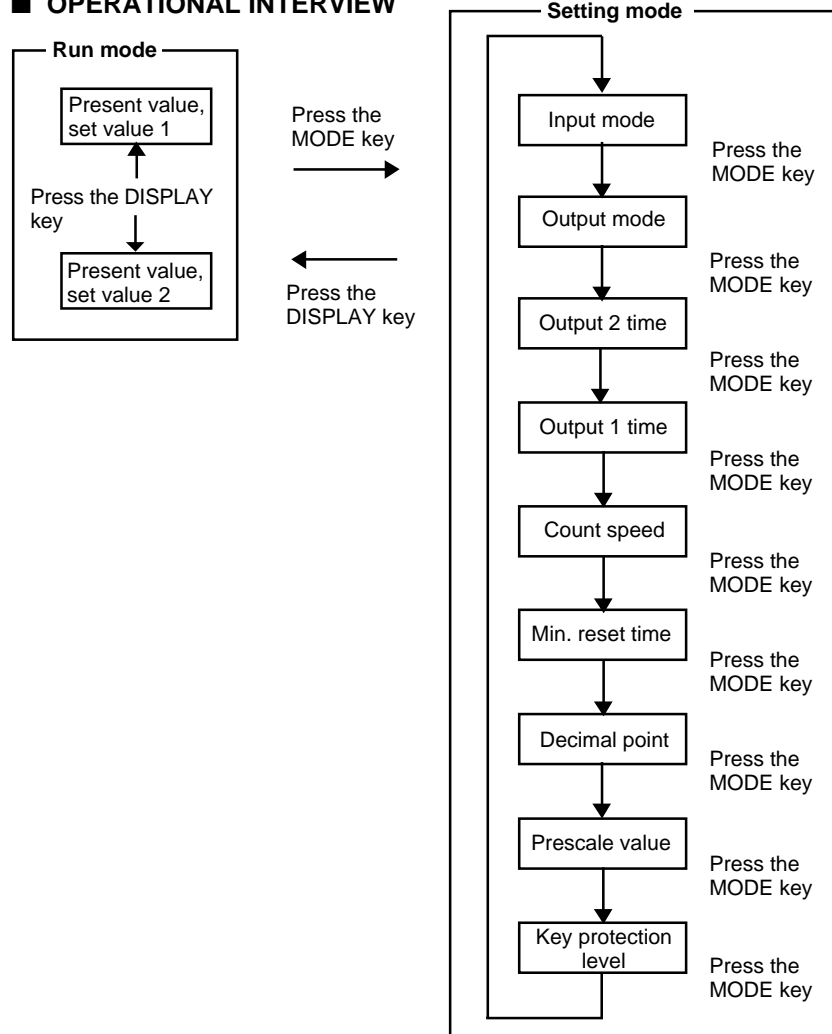 ■ OPERATIONAL INTERVIEW
Run mode
Present value,
set value 1
Press the DISPLAY
key
Present value,
set value 2
Press the
MODE key
Press the
DISPLAY key
Setting mode
Input mode
Press the
MODE key
Output mode
Press the
MODE key
Output 2 time
Press the
MODE key
Output 1 time
Press the
MODE key
Count speed
Press the
MODE key
Min. reset time
Press the
MODE key
Decimal point
Press the
MODE key
Prescale value
Press the
MODE key
Key protection
level
Press the
MODE key